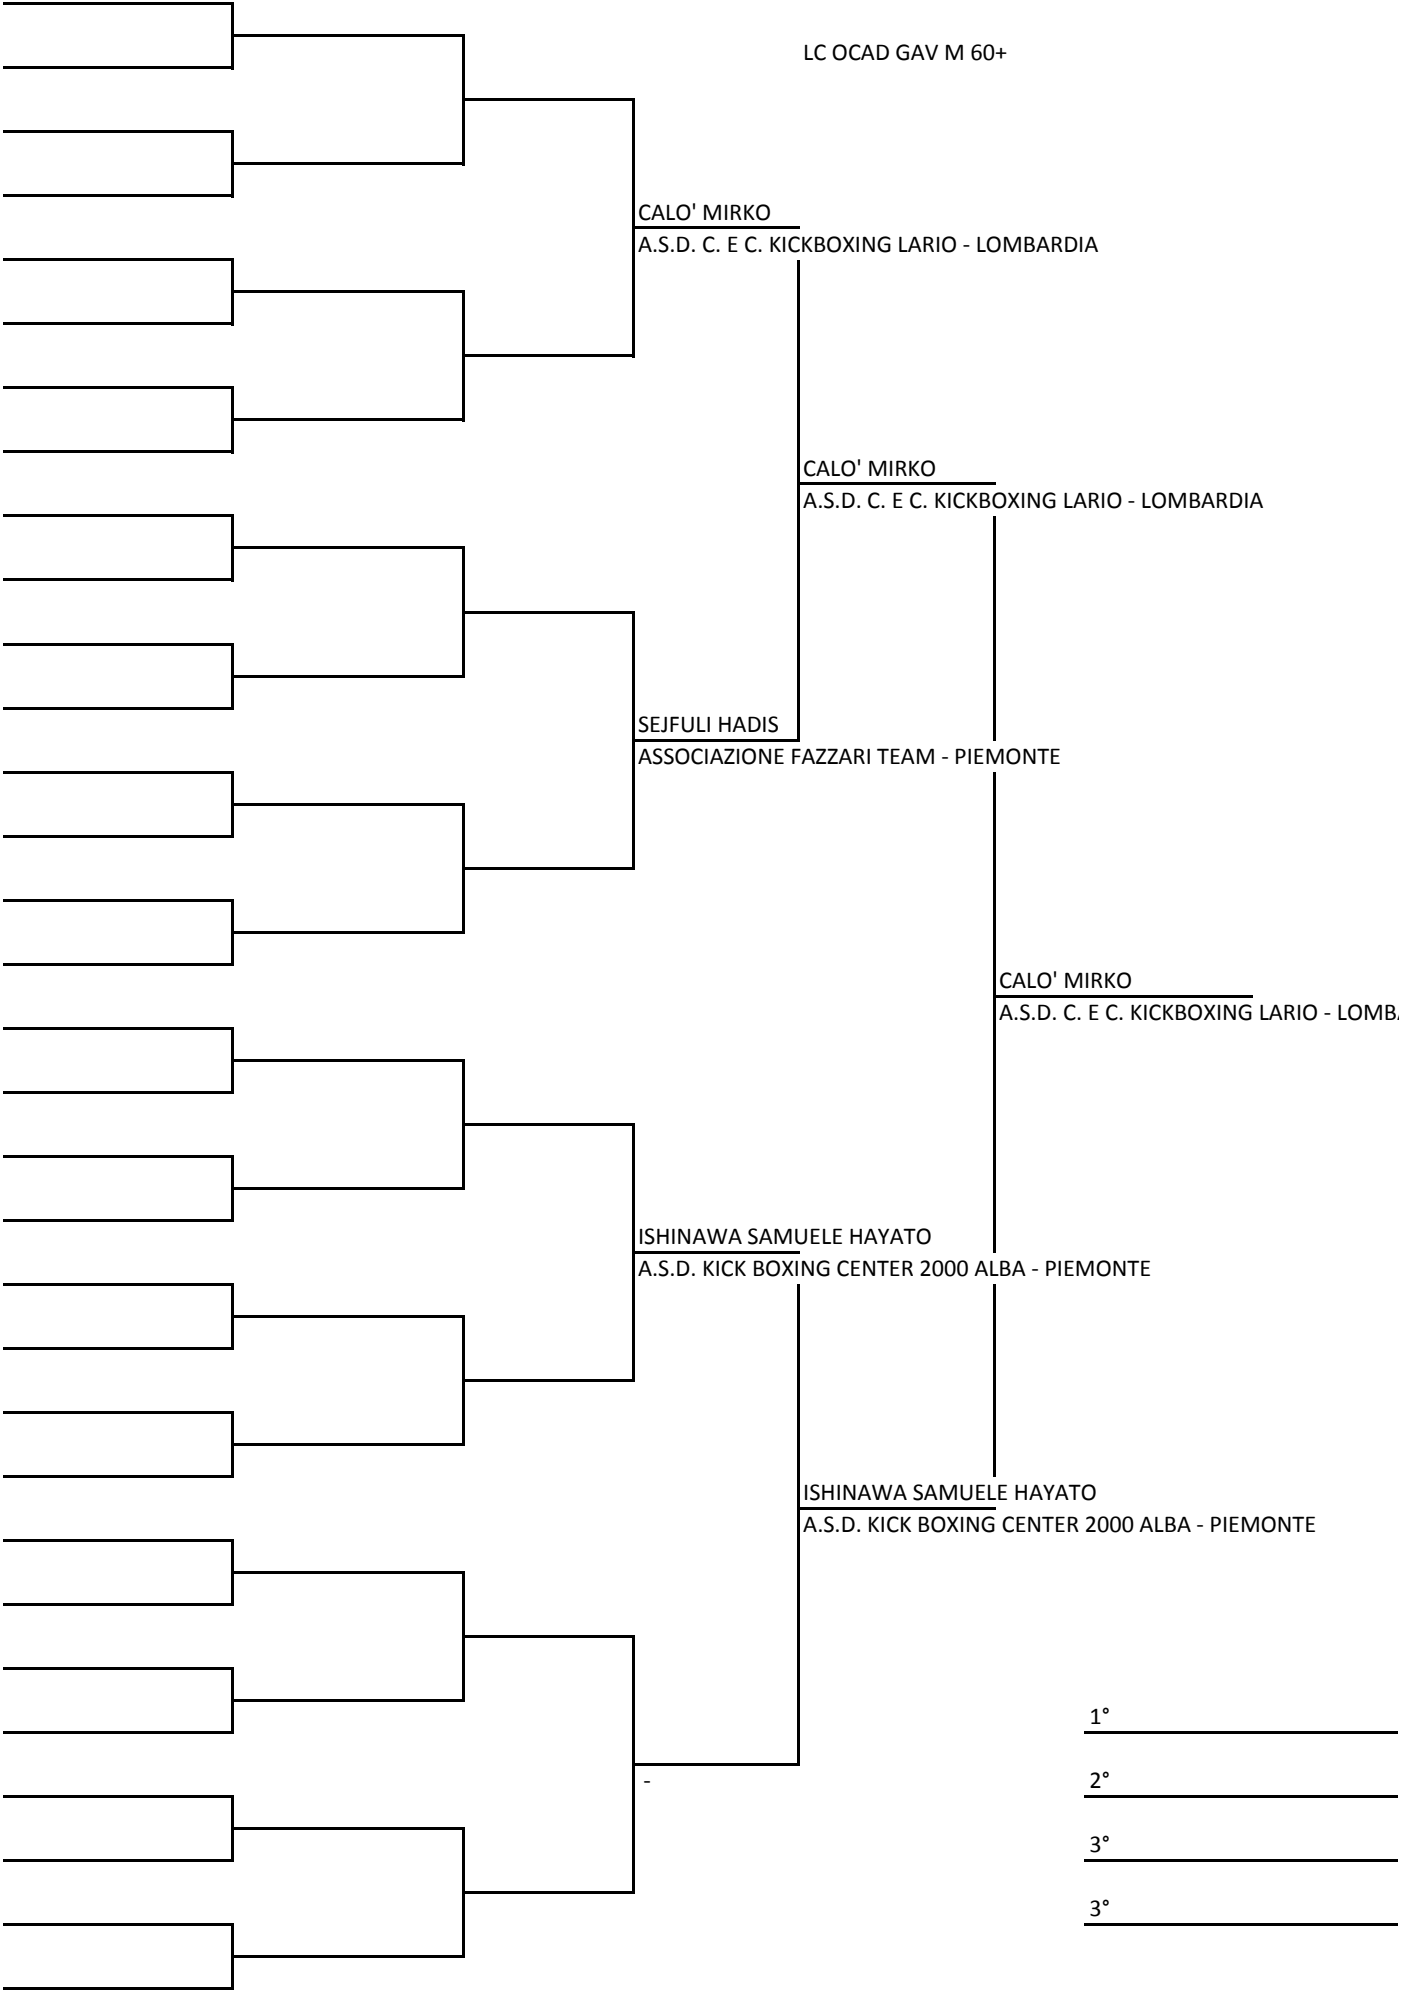 LC OCAD GAV M 60+
CALO' MIRKO
A.S.D. C. E C. KICKBOXING LARIO - LOMBARDIA
CALO' MIRKO
A.S.D. C. E C. KICKBOXING LARIO - LOMBARDIA
SEJFULI HADIS
ASSOCIAZIONE FAZZARI TEAM - PIEMONTE
CALO' MIRKO
A.S.D. C. E C. KICKBOXING LARIO - LOMB
ISHINAWA SAMUELE HAYATO
A.S.D. KICK BOXING CENTER 2000 ALBA - PIEMONTE
ISHINAWA SAMUELE HAYATO
A.S.D. KICK BOXING CENTER 2000 ALBA - PIEMONTE
1°
-
2°
3°
3°